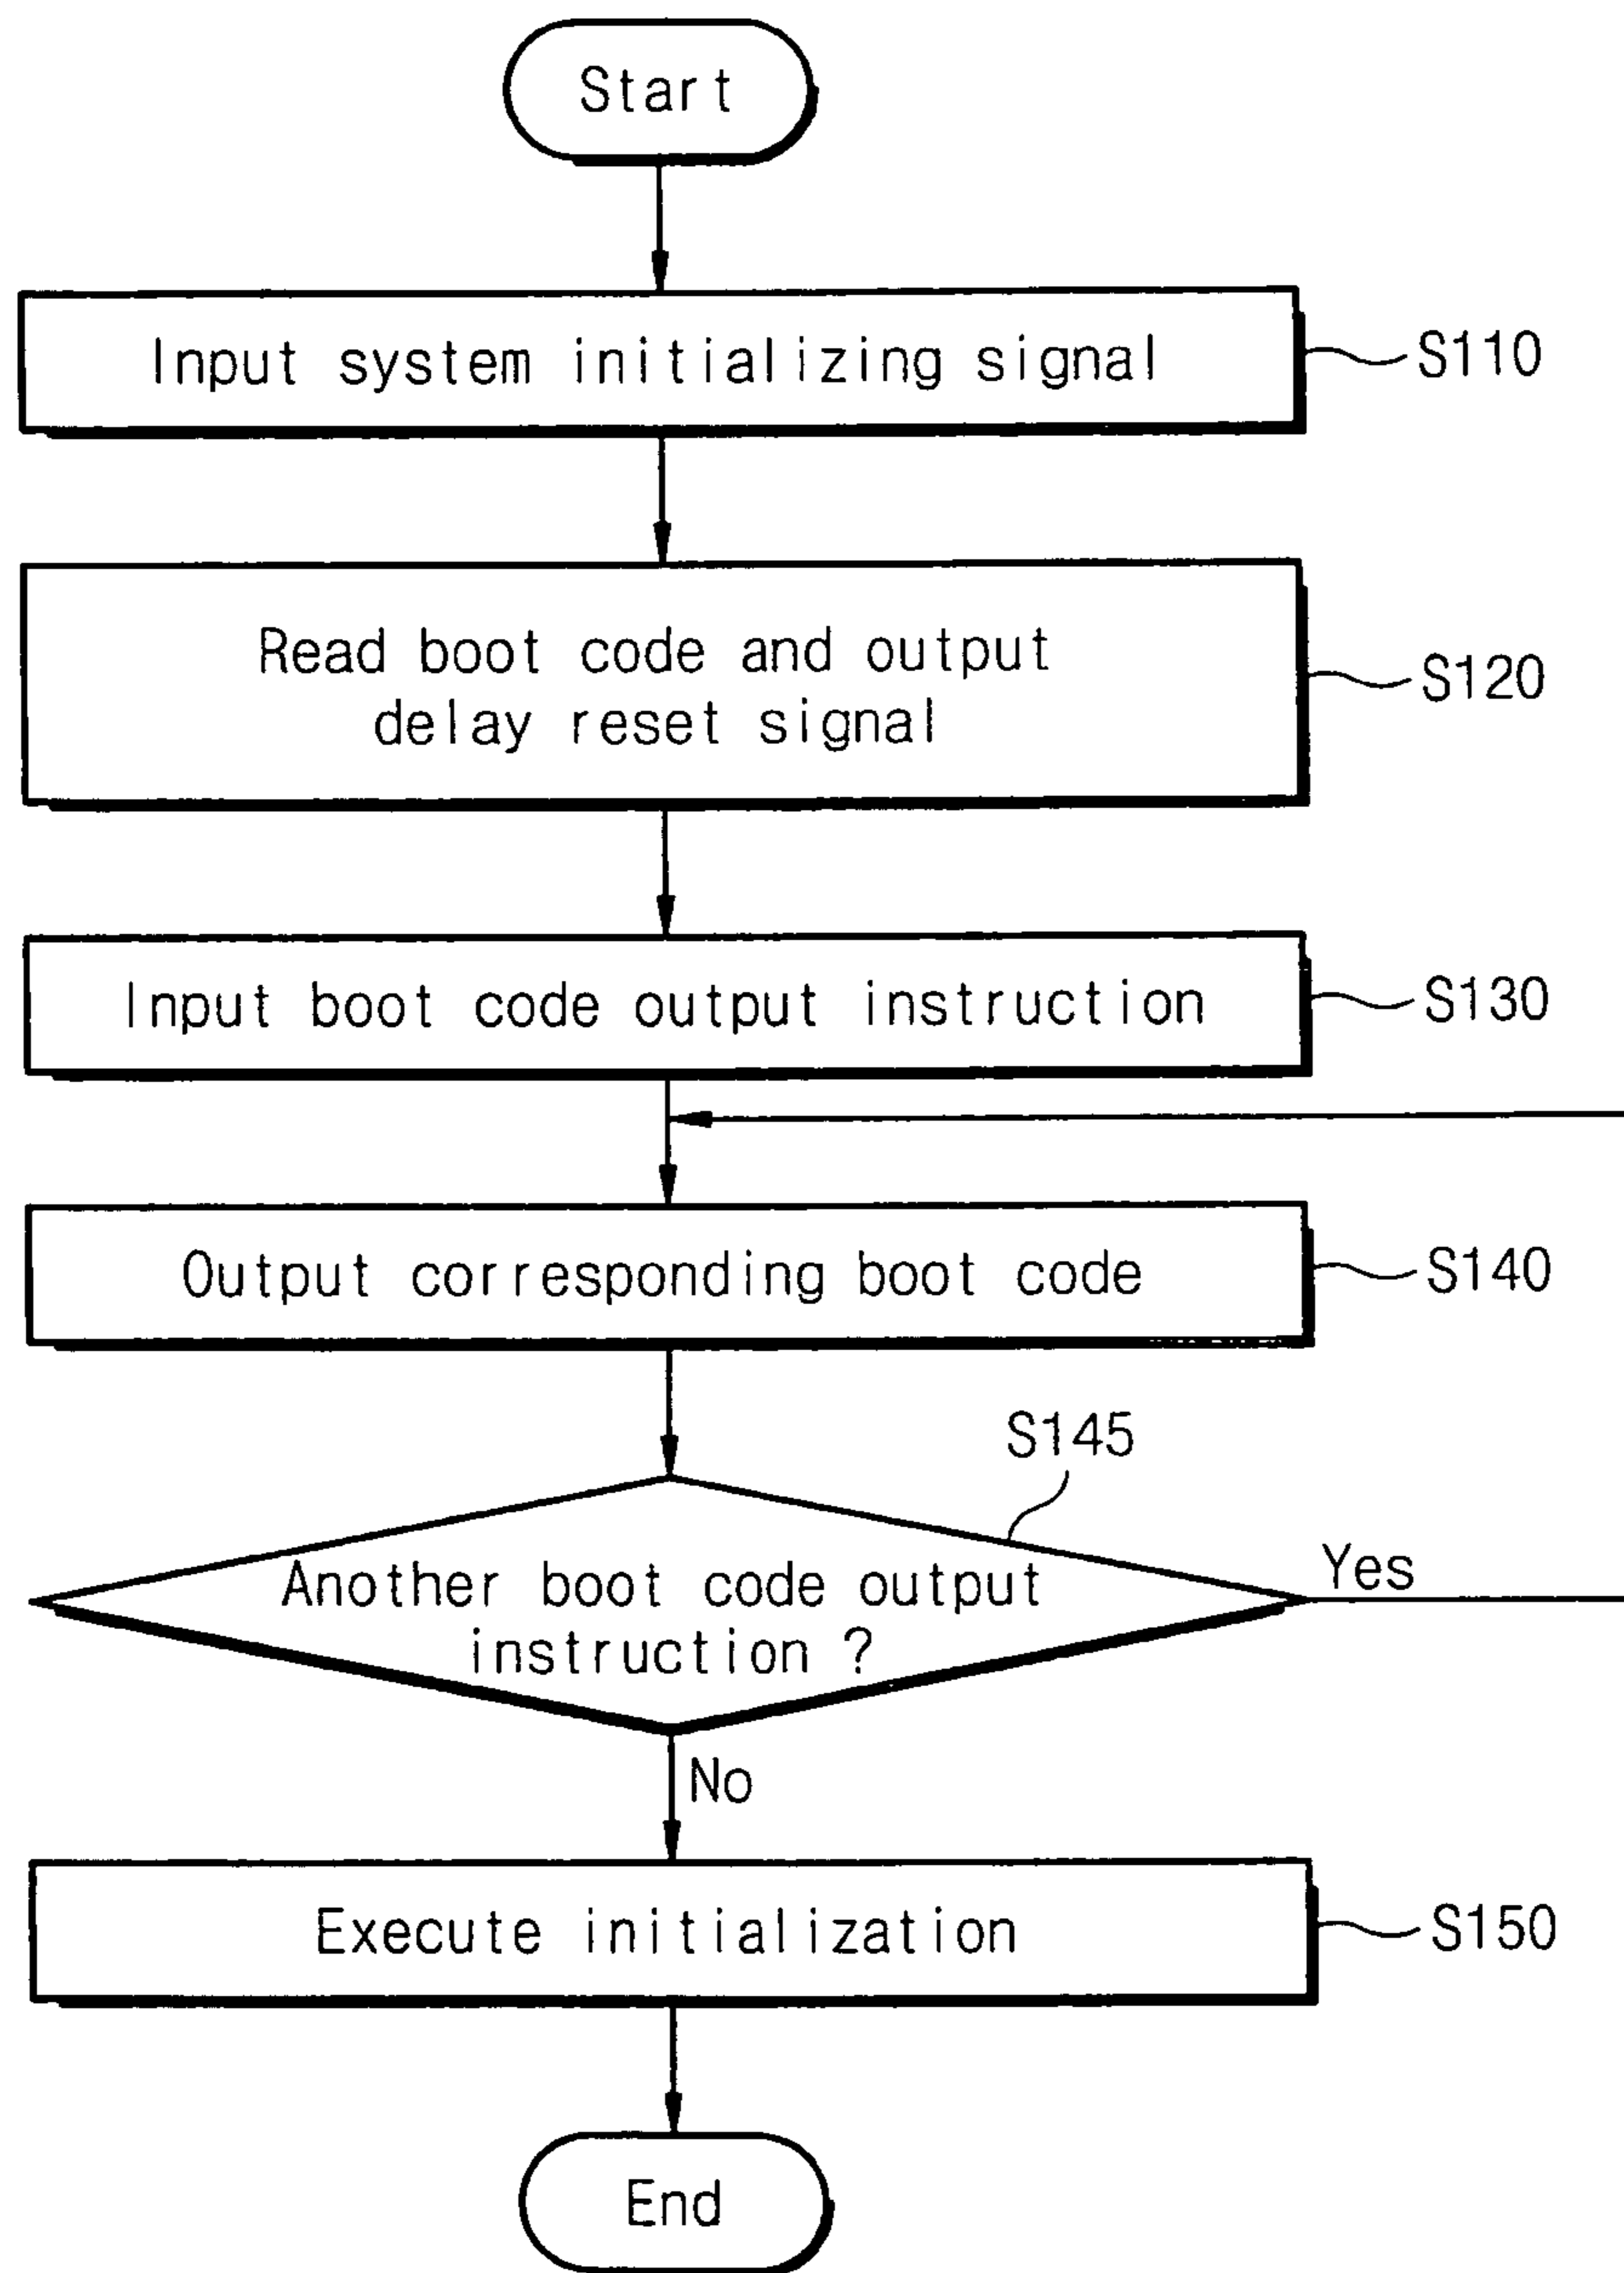 Start
Input system initializing signal
S110
Read boot code and output
delay reset signal
S120
Input boot code output instruction
S130
Output corresponding boot code
S140
S145
Another boot code output
instruction ?
Yes
No
Execute initialization
S150
End